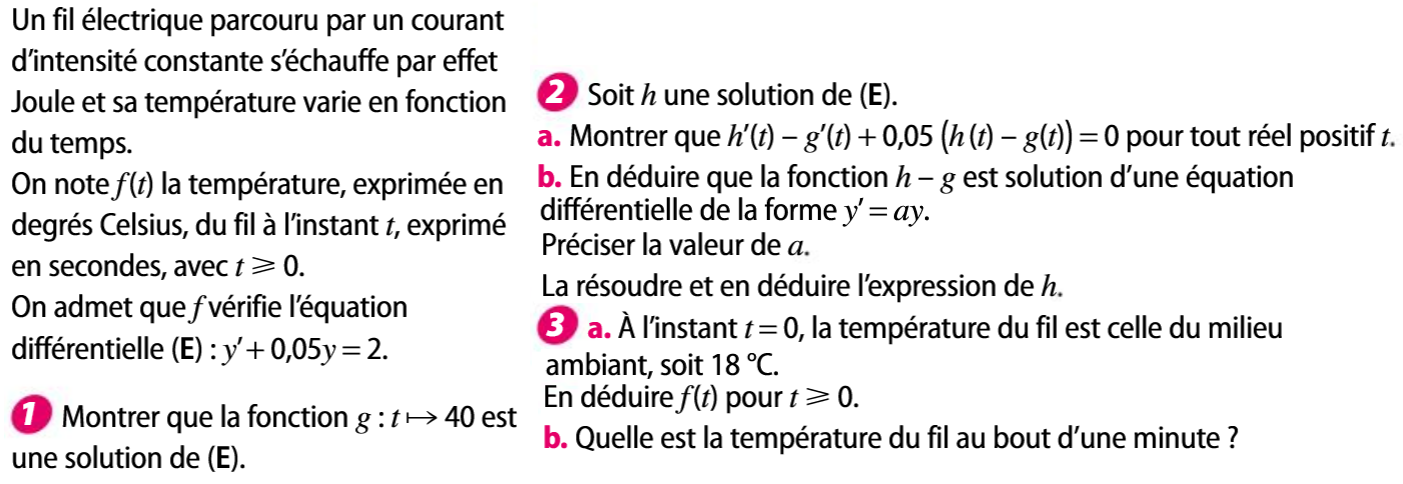 Un fil électrique parcouru par un courant
d'intensité constante s'échauffe par effet
Joule et sa température varie en fonction
du temps.
On note f(t) la température, exprimée en
degrés Celsius, du fil à l'instant t, exprimé
en secondes, avec t ⩾ 0.
On admet que f vérifie l'équation
différentielle (E) : y′ + 0,05y = 2.
1 Montrer que la fonction g : t ↦ 40 est
une solution de (E).
2 Soit h une solution de (E).
a. Montrer que h′(t) – g′(t) + 0,05 (h (t) – g(t)) = 0 pour tout réel positif t.
b. En déduire que la fonction h – g est solution d'une équation
différentielle de la forme y′ = ay.
Préciser la valeur de a.
La résoudre et en déduire l'expression de h.
3 a. À l'instant t = 0, la température du fil est celle du milieu
ambiant, soit 18 °C.
En déduire f(t) pour t ⩾ 0.
b. Quelle est la température du fil au bout d'une minute ?